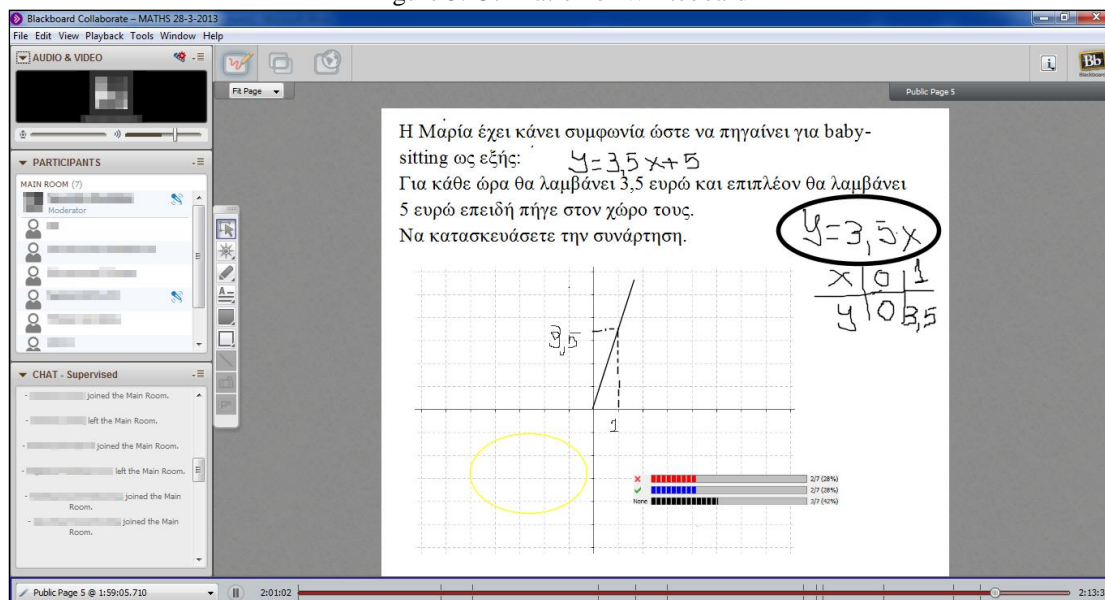 Blackboard Collaborate – MATHS 28-3-2013
File Edit View Playback Tools Window Help
AUDIO & VIDEO
PARTICIPANTS
MAIN ROOM (7)
Moderator
CHAT - Supervised
- joined the Main Room.
- left the Main Room.
- joined the Main Room.
- left the Main Room.
- joined the Main
Room.
- joined the Main
Room.
Fit Page
Bb
Blackboard
Public Page 5
Η Μαρία έχει κάνει συμφωνία ώστε να πηγαίνει για baby-
sitting ως εξής: y=3,5x+5
Για κάθε ώρα θα λαμβάνει 3,5 ευρώ και επιπλέον θα λαμβάνει
5 ευρώ επειδή πήγε στον χώρο τους.
Να κατασκευάσετε την συνάρτηση.
y=3,5x
x 0 1
y 0 3,5
3,5
1
2/7 (28%)
2/7 (28%)
None 3/7 (42%)
Public Page 5 @ 1:59:05.710
2:01:02
2:13:3